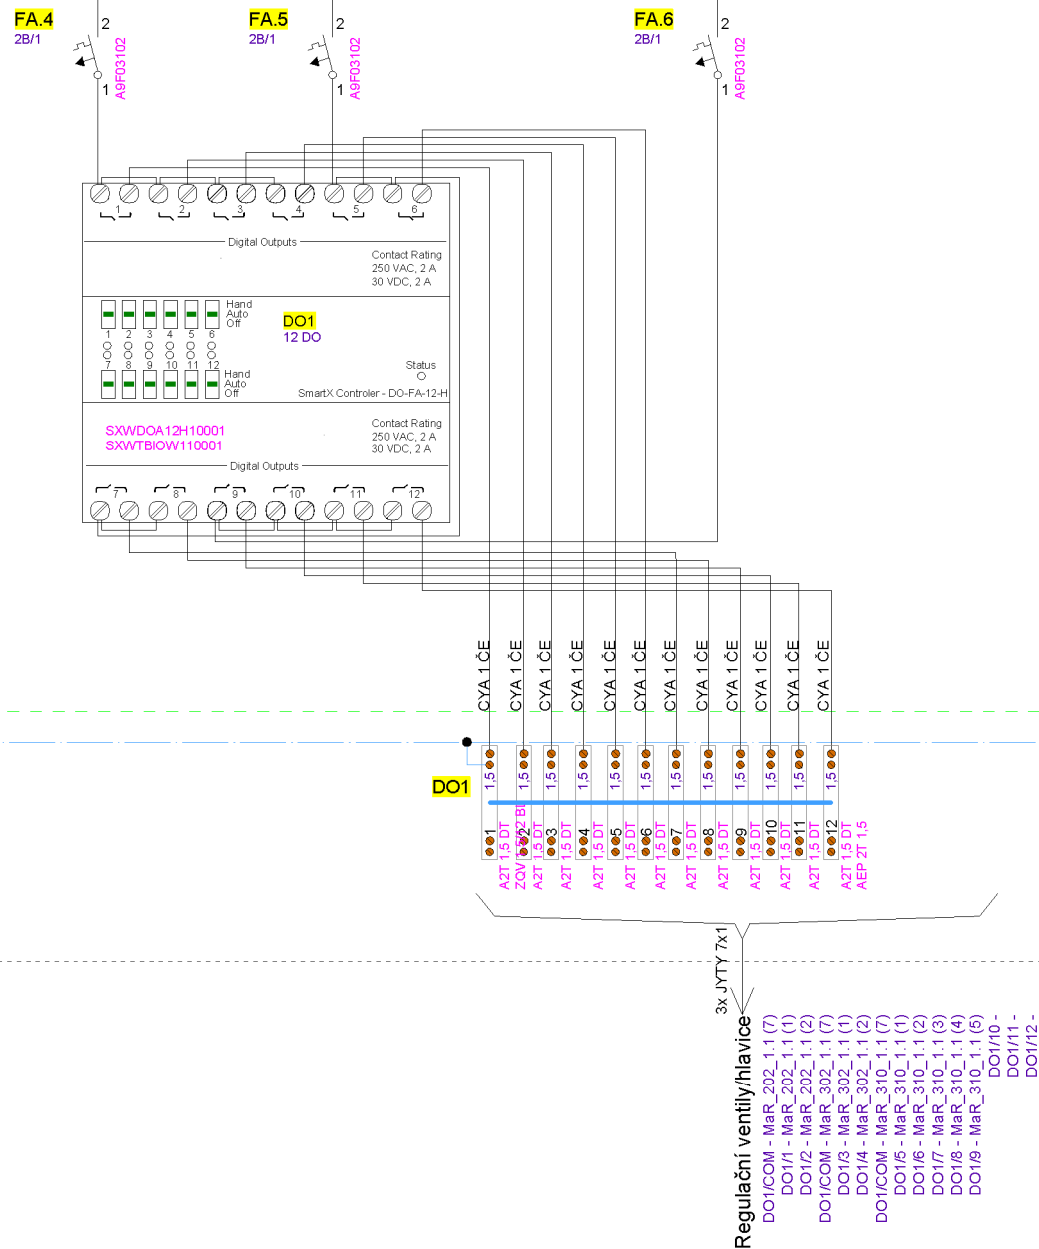 FA.4
2B/1
2
1
A9F03102
FA.5
2B/1
2
1
A9F03102
FA.6
2B/1
2
1
A9F03102
1 2 3 4 5 6
Digital Outputs
Contact Rating
250 VAC, 2 A
30 VDC, 2 A
Hand
Auto
Off
1 2 3 4 5 6
7 8 9 10 11 12
Hand
Auto
Off
DO1
12 DO
Status
SmartX Controler - DO-FA-12-H
SXWDOA12H10001
SXWTBIOW110001
Contact Rating
250 VAC, 2 A
30 VDC, 2 A
Digital Outputs
7 8 9 10 11 12
CYA 1 ČE
CYA 1 ČE
CYA 1 ČE
CYA 1 ČE
CYA 1 ČE
CYA 1 ČE
CYA 1 ČE
CYA 1 ČE
CYA 1 ČE
CYA 1 ČE
CYA 1 ČE
CYA 1 ČE
DO1
1,5 1,5 1,5 1,5 1,5 1,5 1,5 1,5 1,5 1,5 1,5 1,5
1 2 3 4 5 6 7 8 9 10 11 12
A2T 1,5 DT
ZQV
A2T 1,5 DT
A2T 1,5 DT
A2T 1,5 DT
A2T 1,5 DT
A2T 1,5 DT
A2T 1,5 DT
A2T 1,5 DT
A2T 1,5 DT
A2T 1,5 DT
A2T 1,5 DT
A2T 1,5 DT
AEP 2T 1,5
3x JYTY 7x1
Regulační ventily/hlavice
DO1/COM - MaR_202_1.1 (7)
DO1/1 - MaR_202_1.1 (1)
DO1/2 - MaR_202_1.1 (2)
DO1/COM - MaR_302_1.1 (7)
DO1/3 - MaR_302_1.1 (1)
DO1/4 - MaR_302_1.1 (2)
DO1/COM - MaR_310_1.1 (7)
DO1/5 - MaR_310_1.1 (1)
DO1/6 - MaR_310_1.1 (2)
DO1/7 - MaR_310_1.1 (3)
DO1/8 - MaR_310_1.1 (4)
DO1/9 - MaR_310_1.1 (5)
DO1/10 -
DO1/11 -
DO1/12 -